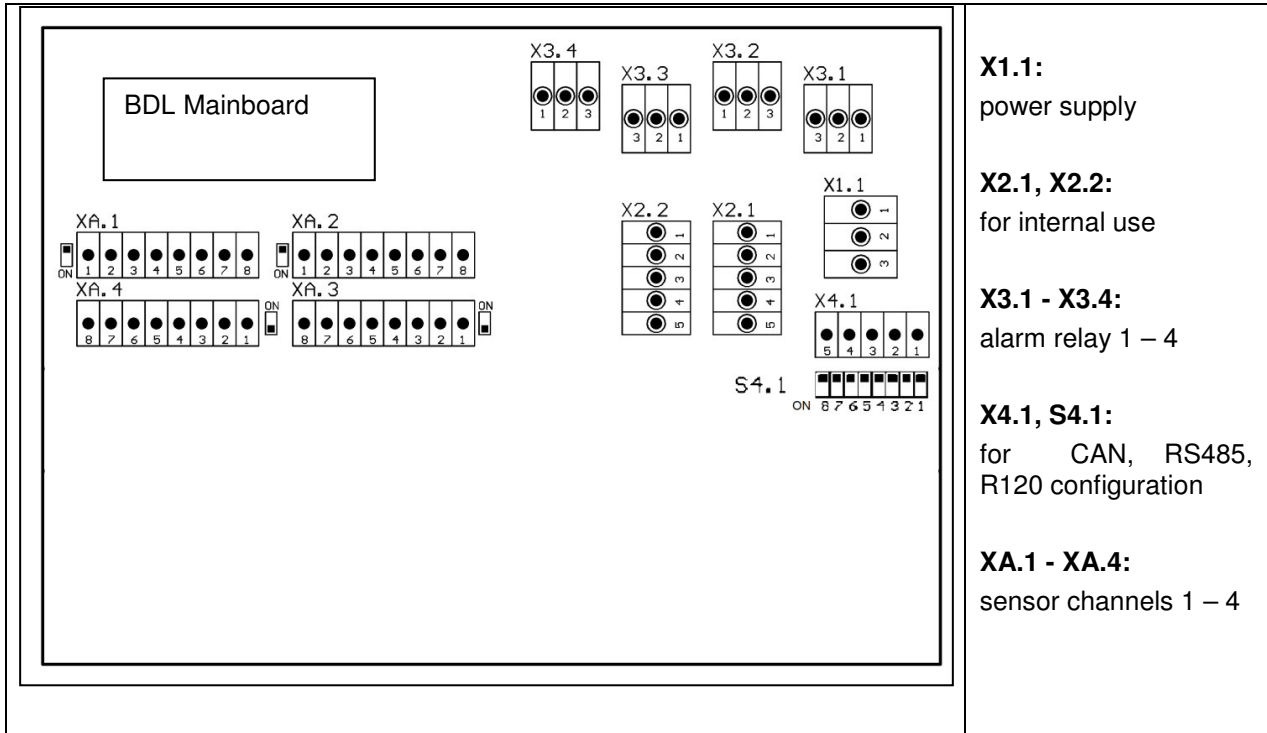 BDL Mainboard
X3.4
1 2 3
X3.3
3 2 1
X3.2
1 2 3
X3.1
3 2 1
X1.1
1
2
3
X2.2
1
2
3
4
5
X2.1
1
2
3
4
5
XA.1
ON
1 2 3 4 5 6 7 8
XA.2
ON
1 2 3 4 5 6 7 8
XA.4
ON
8 7 6 5 4 3 2 1
XA.3
ON
8 7 6 5 4 3 2 1
X4.1
5 4 3 2 1
S4.1
ON 8 7 6 5 4 3 2 1
X1.1:
power supply
X2.1, X2.2:
for internal use
X3.1 - X3.4:
alarm relay 1 – 4
X4.1, S4.1:
for CAN, RS485,
R120 configuration
XA.1 - XA.4:
sensor channels 1 – 4